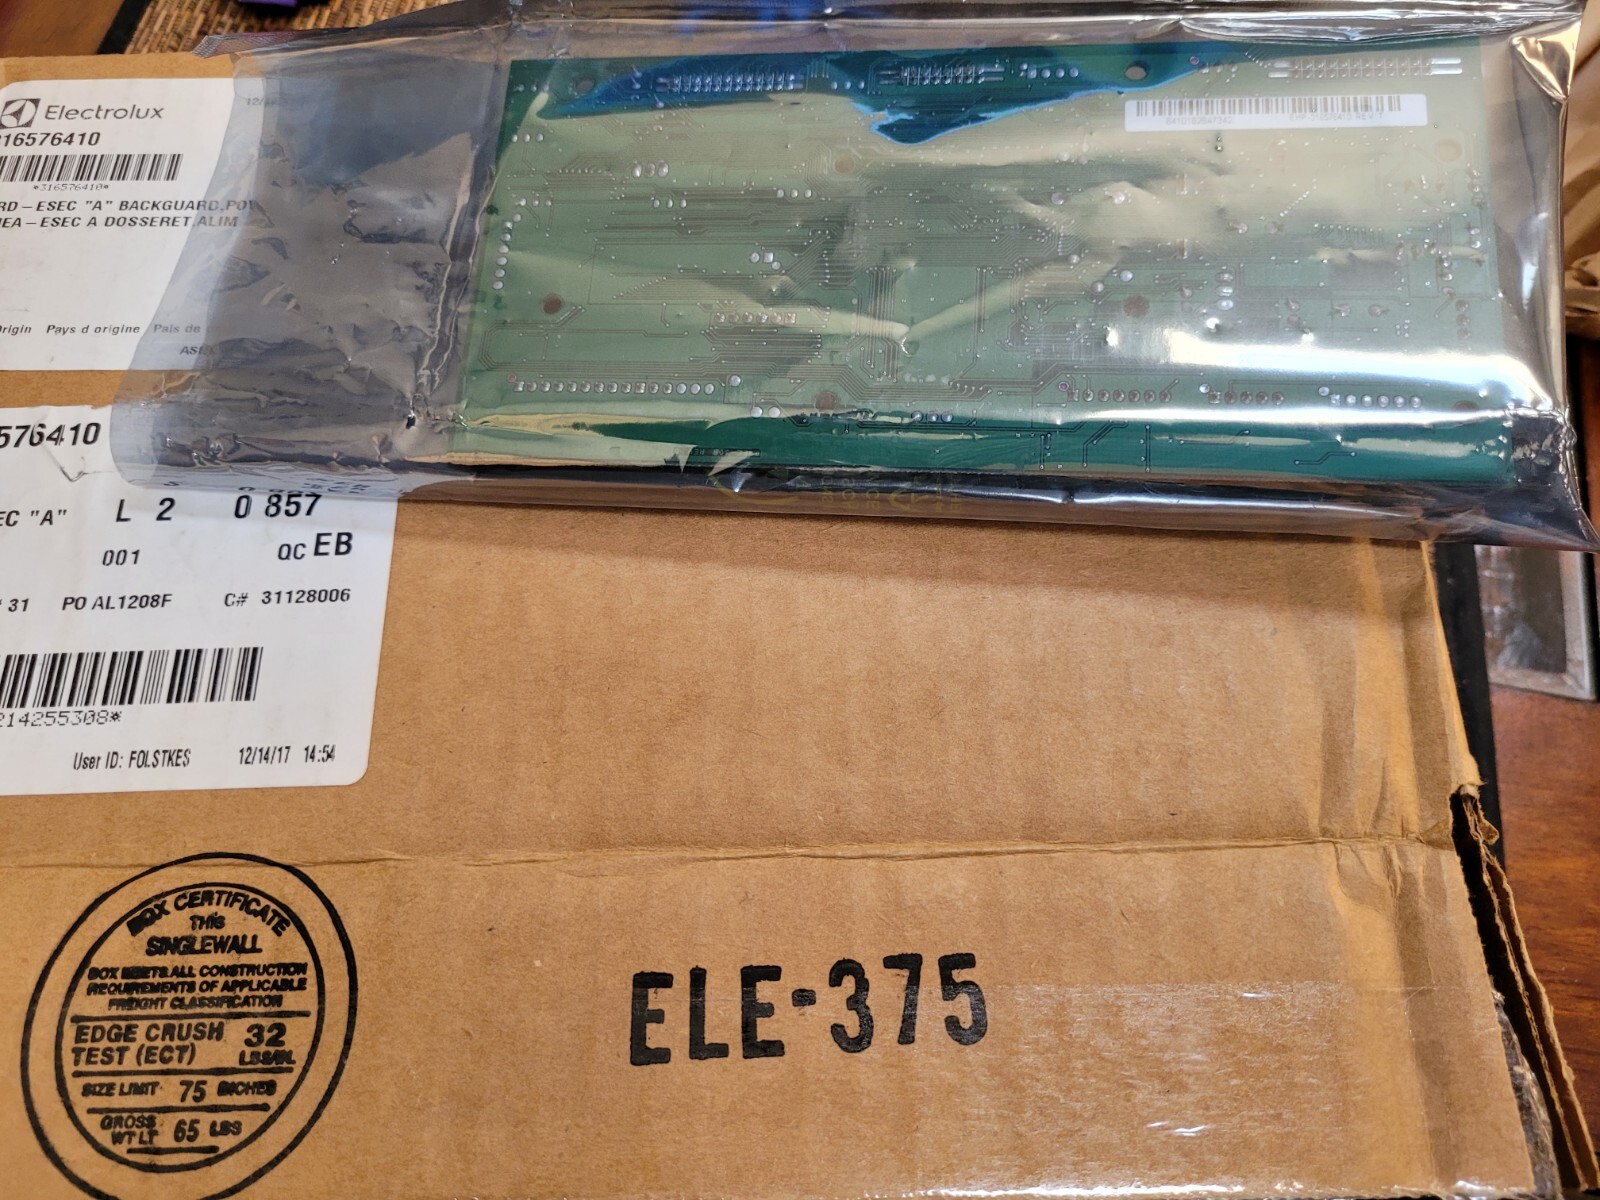 Electrolux
316576410
*316576410*
RD-ESEC "A" BACKGUARD,PO
NEA-ESEC A DOSSERET,ALIM
Origin Pays d origine Pais de
576410
EC "A" L 2 0 857
001 QC EB
31 PO AL1208F C# 31128006
214255308*
User ID: FOLSTKES 12/14/17 14:54
BOX CERTIFICATE
THIS
SINGLEWALL
BOX MEETS ALL CONSTRUCTION
REQUIREMENTS OF APPLICABLE
FREIGHT CLASSIFICATION
EDGE CRUSH
TEST (ECT) 32
LBS/IN.
SIZE LIMIT 75 INCHES
GROSS
WT LT 65 LBS
ELE-375